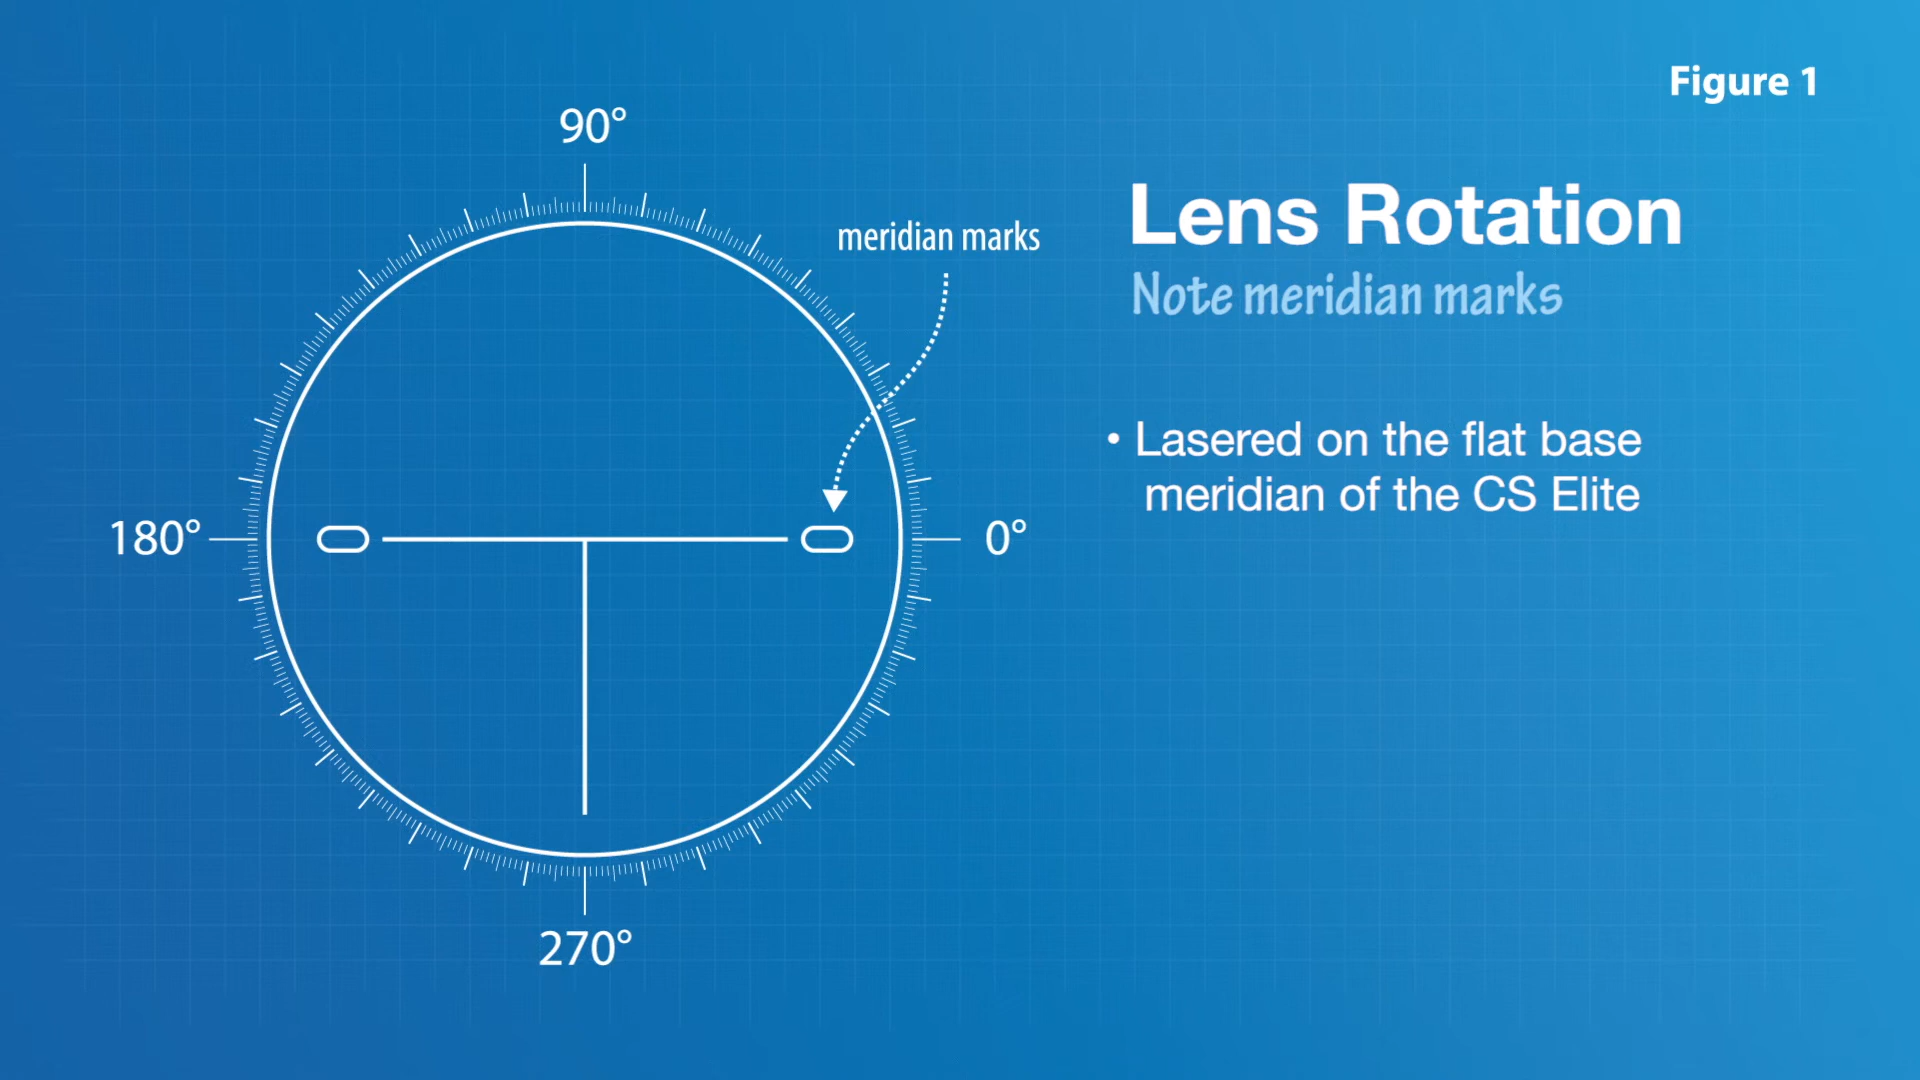 Figure 1
90°
meridian marks
180°
0°
270°
Lens Rotation
Note meridian marks
• Lasered on the flat base
meridian of the CS Elite